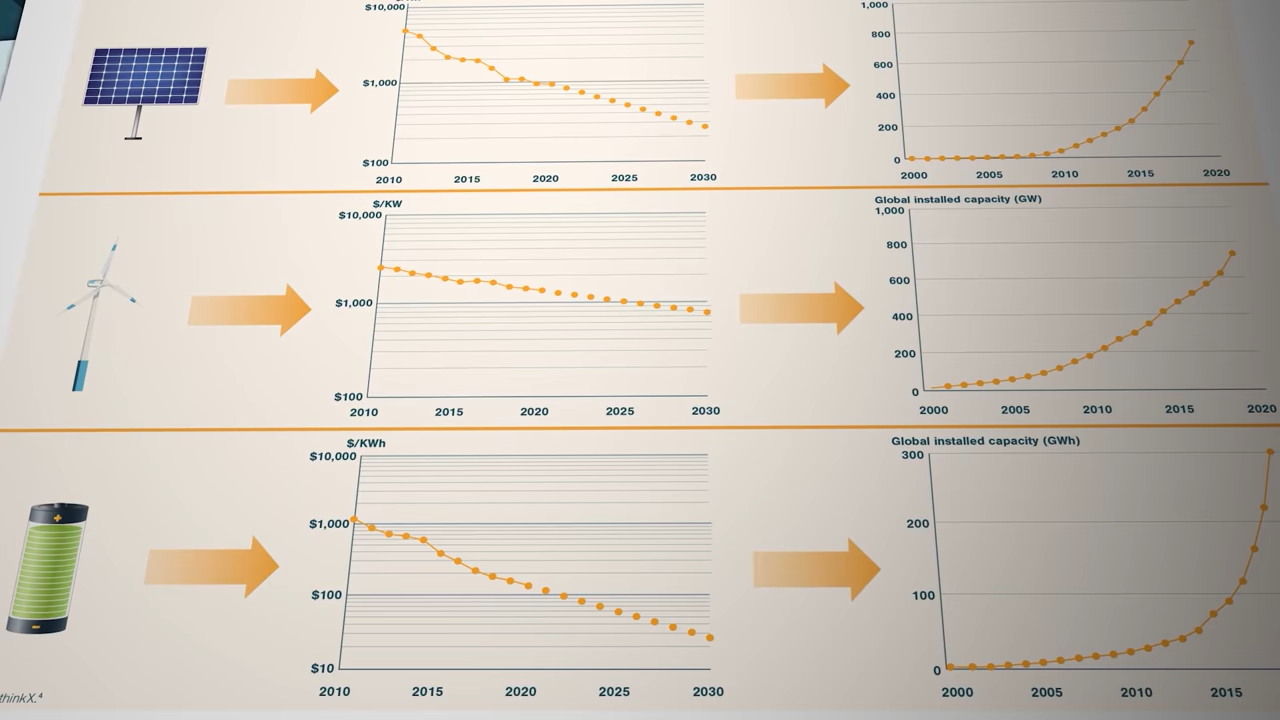 $10,000
$1,000
$100
2010 2015 2020 2025 2030
1,000
800
600
400
200
0
2000 2005 2010 2015 2020
$/KW
$10,000
$1,000
$100
2010 2015 2020 2025 2030
Global installed capacity (GW)
1,000
800
600
400
200
0
2000 2005 2010 2015 2020
$/KWh
$10,000
$1,000
$100
$10
2010 2015 2020 2025 2030
Global installed capacity (GWh)
300
200
100
0
2000 2005 2010 2015
thinkX.⁴